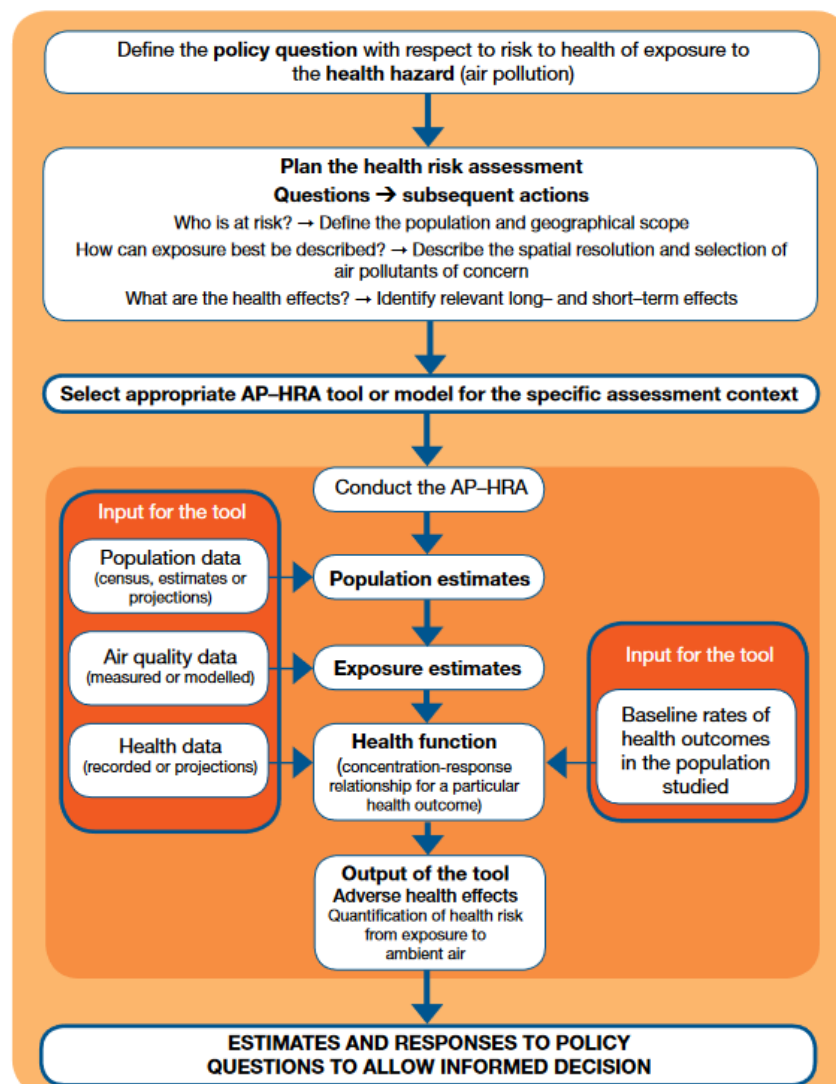 Define the policy question with respect to risk to health of exposure to
the health hazard (air pollution)
Plan the health risk assessment
Questions → subsequent actions
Who is at risk? → Define the population and geographical scope
How can exposure best be described? → Describe the spatial resolution and selection of
air pollutants of concern
What are the health effects? → Identify relevant long– and short–term effects
Select appropriate AP–HRA tool or model for the specific assessment context
Conduct the AP–HRA
Input for the tool
Population data
(census, estimates or
projections)
Population estimates
Air quality data
(measured or modelled)
Exposure estimates
Health data
(recorded or projections)
Health function
(concentration-response
relationship for a particular
health outcome)
Input for the tool
Baseline rates of
health outcomes
in the population
studied
Output of the tool
Adverse health effects
Quantification of health risk
from exposure to
ambient air
ESTIMATES AND RESPONSES TO POLICY
QUESTIONS TO ALLOW INFORMED DECISION